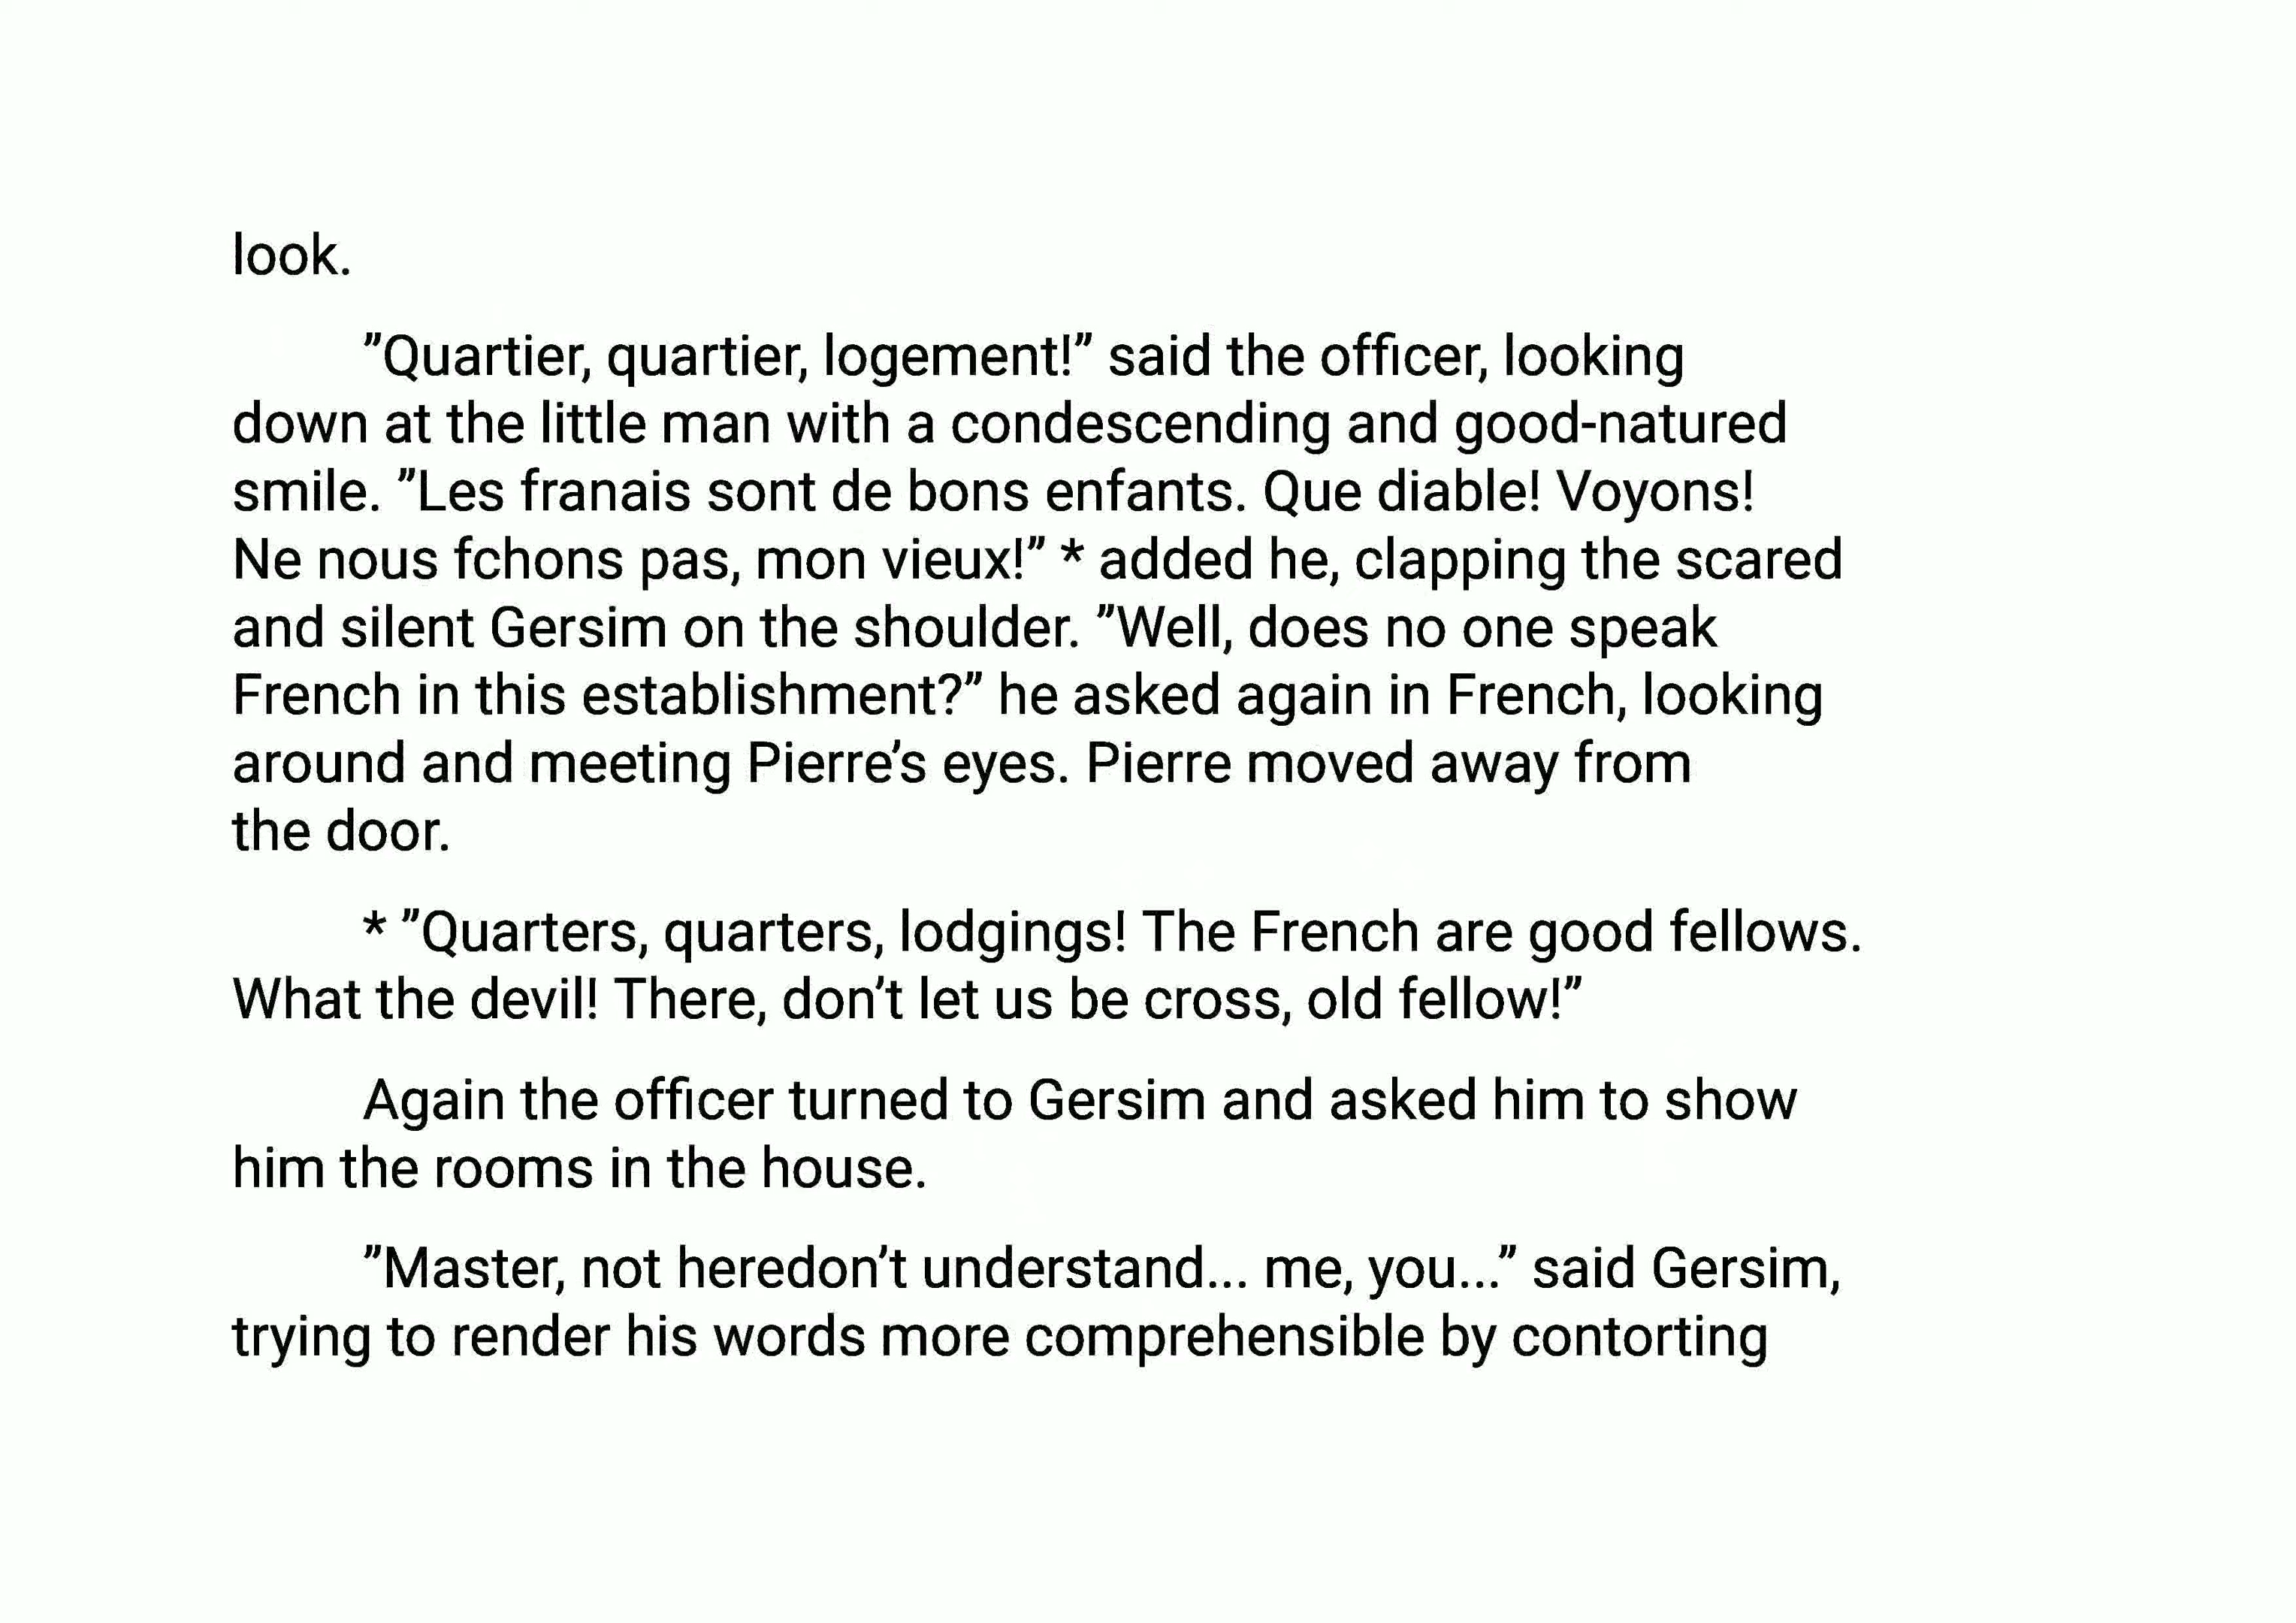 look.
”Quartier, quartier, logement!” said the officer, looking
down at the little man with a condescending and good-natured
smile. ”Les franais sont de bons enfants. Que diable! Voyons!
Ne nous fchons pas, mon vieux!” * added he, clapping the scared
and silent Gersim on the shoulder. ”Well, does no one speak
French in this establishment?” he asked again in French, looking
around and meeting Pierre’s eyes. Pierre moved away from
the door.
* ”Quarters, quarters, lodgings! The French are good fellows.
What the devil! There, don’t let us be cross, old fellow!”
Again the officer turned to Gersim and asked him to show
him the rooms in the house.
”Master, not heredon’t understand... me, you...” said Gersim,
trying to render his words more comprehensible by contorting